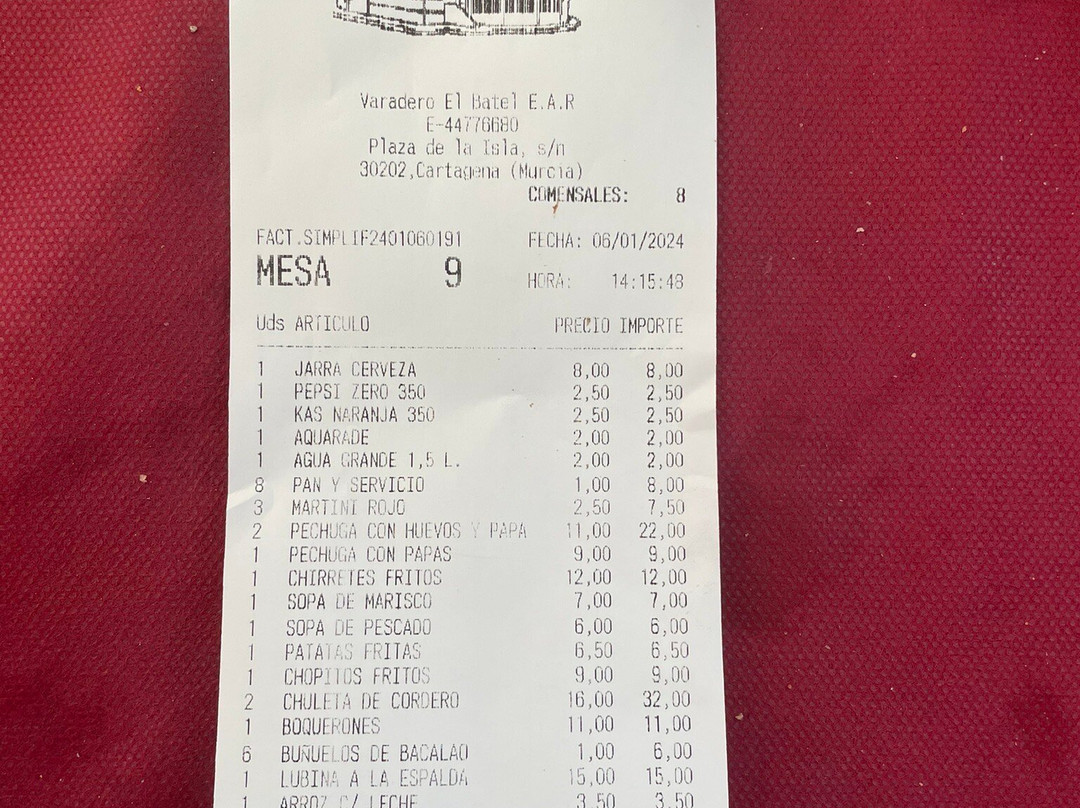 Varadero El Batel E.A.R
E-44776680
Plaza de la Isla, s/n
30202,Cartagena (Murcia)
COMENSALES: 8
FACT.SIMPLIF2401060191 FECHA: 06/01/2024
MESA 9 HORA: 14:15:48
Uds ARTICULO PRECIO IMPORTE
1 JARRA CERVEZA 8,00 8,00
1 PEPSI ZERO 350 2,50 2,50
1 KAS NARANJA 350 2,50 2,50
1 AQUARADE 2,00 2,00
1 AGUA GRANDE 1,5 L. 2,00 2,00
8 PAN Y SERVICIO 1,00 8,00
3 MARTINI ROJO 2,50 7,50
2 PECHUGA CON HUEVOS Y PAPA 11,00 22,00
1 PECHUGA CON PAPAS 9,00 9,00
1 CHIRRETES FRITOS 12,00 12,00
1 SOPA DE MARISCO 7,00 7,00
1 SOPA DE PESCADO 6,00 6,00
1 PATATAS FRITAS 6,50 6,50
1 CHOPITOS FRITOS 9,00 9,00
2 CHULETA DE CORDERO 16,00 32,00
1 BOQUERONES 11,00 11,00
6 BUÑUELOS DE BACALAO 1,00 6,00
1 LUBINA A LA ESPALDA 15,00 15,00
1 ARROZ C/ LECHE 3,50 3,50